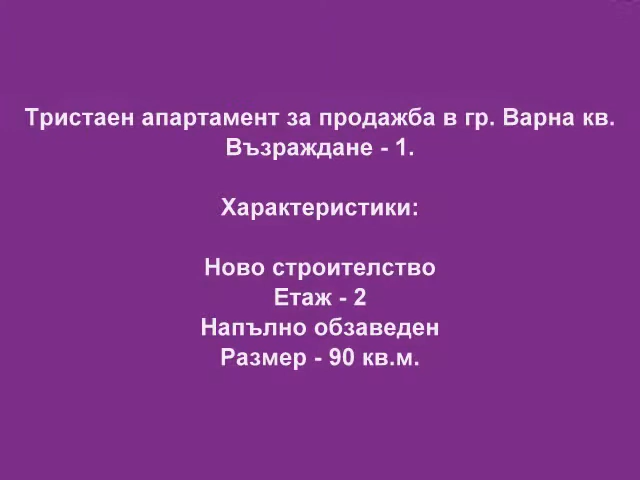 Тристаен апартамент за продажба в гр. Варна кв.
Възраждане - 1.
Характеристики:
Ново строителство
Етаж - 2
Напълно обзаведен
Размер - 90 кв.м.